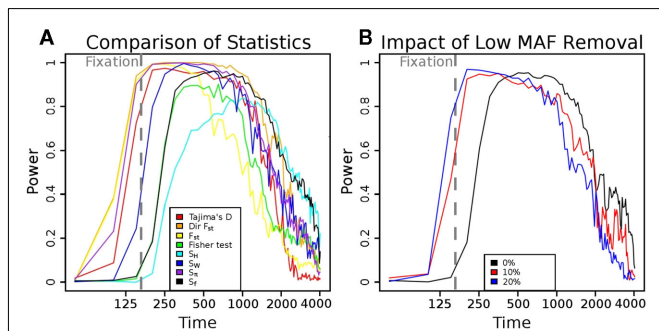 A
Comparison of Statistics
Fixation
Power
1
0.8
0.6
0.4
0.2
0
Tajima's D
Dir Fst
Fst
Fisher test
SH
SW
Sπ
Sf
125 250 500 1000 2000 4000
Time
B
Impact of Low MAF Removal
Fixation
Power
1
0.8
0.6
0.4
0.2
0
0%
10%
20%
125 250 500 1000 2000 4000
Time